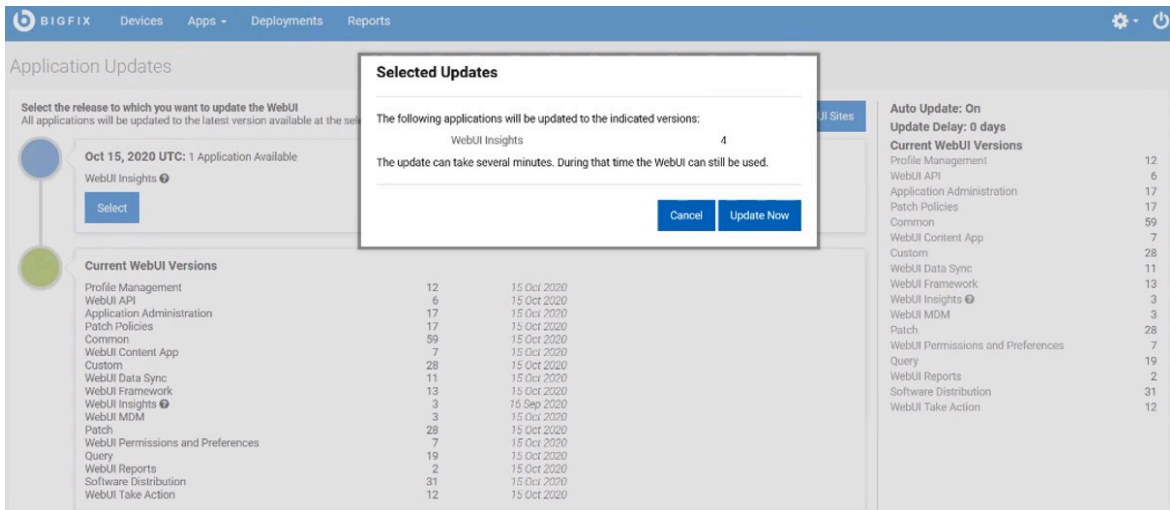 BIGFIX Devices Apps Deployments Reports
Application Updates
Select the release to which you want to update the WebUI
All applications will be updated to the latest version available at the sel
UI Sites
Oct 15, 2020 UTC: 1 Application Available
WebUI Insights
Select
Selected Updates
The following applications will be updated to the indicated versions:
WebUI Insights 4
The update can take several minutes. During that time the WebUI can still be used.
Cancel Update Now
Current WebUI Versions
Profile Management 12 15 Oct 2020
WebUI API 6 15 Oct 2020
Application Administration 17 15 Oct 2020
Patch Policies 17 15 Oct 2020
Common 59 15 Oct 2020
WebUI Content App 7 15 Oct 2020
Custom 28 15 Oct 2020
WebUI Data Sync 11 15 Oct 2020
WebUI Framework 13 15 Oct 2020
WebUI Insights 3 16 Sep 2020
WebUI MDM 3 15 Oct 2020
Patch 28 15 Oct 2020
WebUI Permissions and Preferences 7 15 Oct 2020
Query 19 15 Oct 2020
WebUI Reports 2 15 Oct 2020
Software Distribution 31 15 Oct 2020
WebUI Take Action 12 15 Oct 2020
Auto Update: On
Update Delay: 0 days
Current WebUI Versions
Profile Management 12
WebUI API 6
Application Administration 17
Patch Policies 17
Common 59
WebUI Content App 7
Custom 28
WebUI Data Sync 11
WebUI Framework 13
WebUI Insights 3
WebUI MDM 3
Patch 28
WebUI Permissions and Preferences 7
Query 19
WebUI Reports 2
Software Distribution 31
WebUI Take Action 12